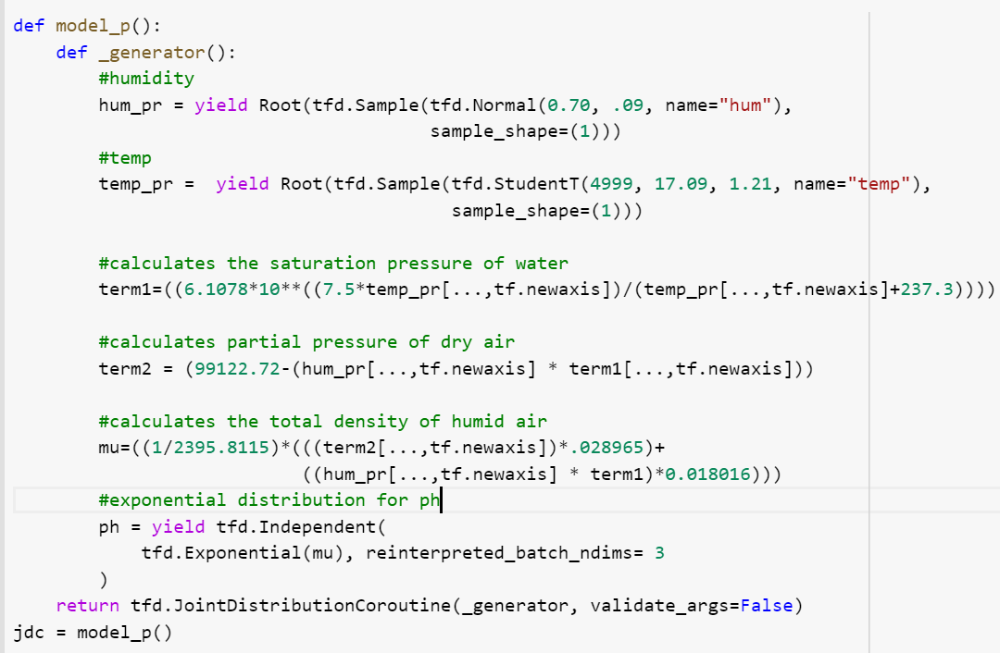 def model_p():
    def _generator():
        #humidity
        hum_pr = yield Root(tfd.Sample(tfd.Normal(0.70, .09, name="hum"),
                                       sample_shape=(1)))
        #temp
        temp_pr =  yield Root(tfd.Sample(tfd.StudentT(4999, 17.09, 1.21, name="temp"),
                                         sample_shape=(1)))

        #calculates the saturation pressure of water
        term1=((6.1078*10**((7.5*temp_pr[...,tf.newaxis])/(temp_pr[...,tf.newaxis]+237.3))))

        #calculates partial pressure of dry air
        term2 = (99122.72-(hum_pr[...,tf.newaxis] * term1[...,tf.newaxis]))

        #calculates the total density of humid air
        mu=((1/2395.8115)*(((term2[...,tf.newaxis])*.028965)+
                           ((hum_pr[...,tf.newaxis] * term1)*0.018016)))
        #exponential distribution for ph
        ph = yield tfd.Independent(
            tfd.Exponential(mu), reinterpreted_batch_ndims= 3
        )
    return tfd.JointDistributionCoroutine(_generator, validate_args=False)
jdc = model_p()